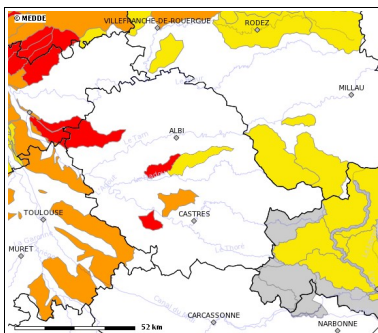 © MEDDE
VILLEFRANCHE-DE-ROUERGUE
RODEZ
MILLAU
ALBI
TOULOUSE
CASTRES
MURET
CARCASSONNE
NARBONNE
52 km